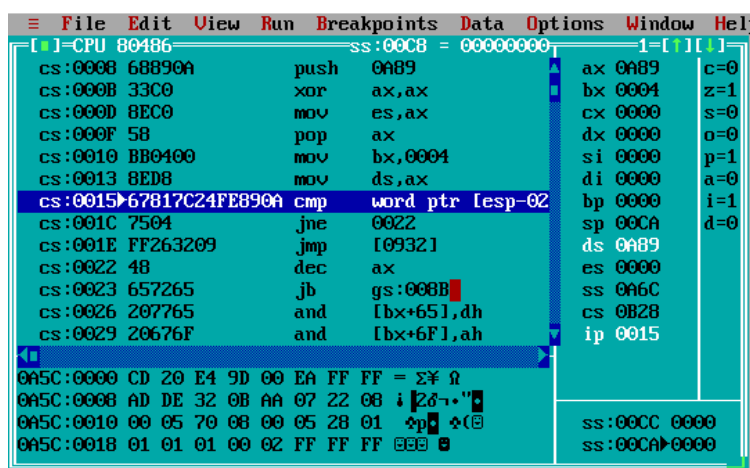 ≡ File Edit View Run Breakpoints Data Options Window Hel
[■]=CPU 80486 ss:00C8 = 00000000 1=[↑][↓]
cs:0008 68890A push 0A89 ax 0A89 c=0
cs:000B 33C0 xor ax,ax bx 0004 z=1
cs:000D 8EC0 mov es,ax cx 0000 s=0
cs:000F 58 pop ax dx 0000 o=0
cs:0010 BB0400 mov bx,0004 si 0000 p=1
cs:0013 8ED8 mov ds,ax di 0000 a=0
cs:0015►67817C24FE890A cmp word ptr [esp-02 bp 0000 i=1
cs:001C 7504 jne 0022 sp 00CA d=0
cs:001E FF263209 jmp [0932] ds 0A89
cs:0022 48 dec ax es 0000
cs:0023 657265 jb gs:008B ss 0A6C
cs:0026 207765 and [bx+65],dh cs 0B28
cs:0029 20676F and [bx+6F],ah ip 0015
0A5C:0000 CD 20 E4 9D 00 EA FF FF = Σ¥ Ω
0A5C:0008 AD DE 32 0B AA 07 22 08
0A5C:0010 00 05 70 08 00 05 28 01 ♣p◘ ♣(☺
0A5C:0018 01 01 01 00 02 FF FF FF ☺☺☺ ☻
ss:00CC 0000
ss:00CA►0000